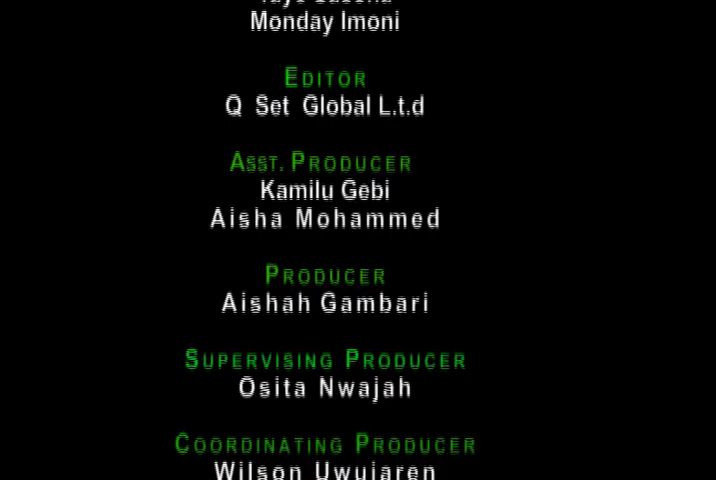 Monday Imoni
EDITOR
Q Set Global L.t.d
ASST. PRODUCER
Kamilu Gebi
Aisha Mohammed
PRODUCER
Aishah Gambari
SUPERVISING PRODUCER
Osita Nwajah
COORDINATING PRODUCER
Wilson Uwujaren